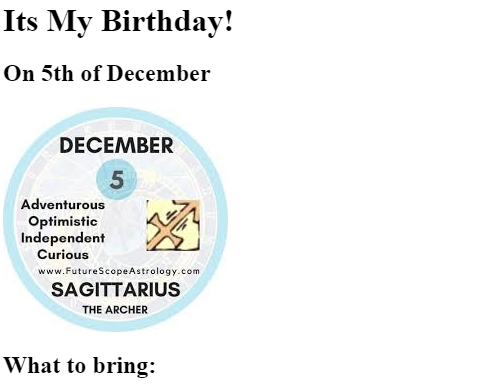 Its My Birthday!
On 5th of December
DECEMBER
5
Adventurous
Optimistic
Independent
Curious
www.FutureScopeAstrology.com
SAGITTARIUS
THE ARCHER
What to bring: